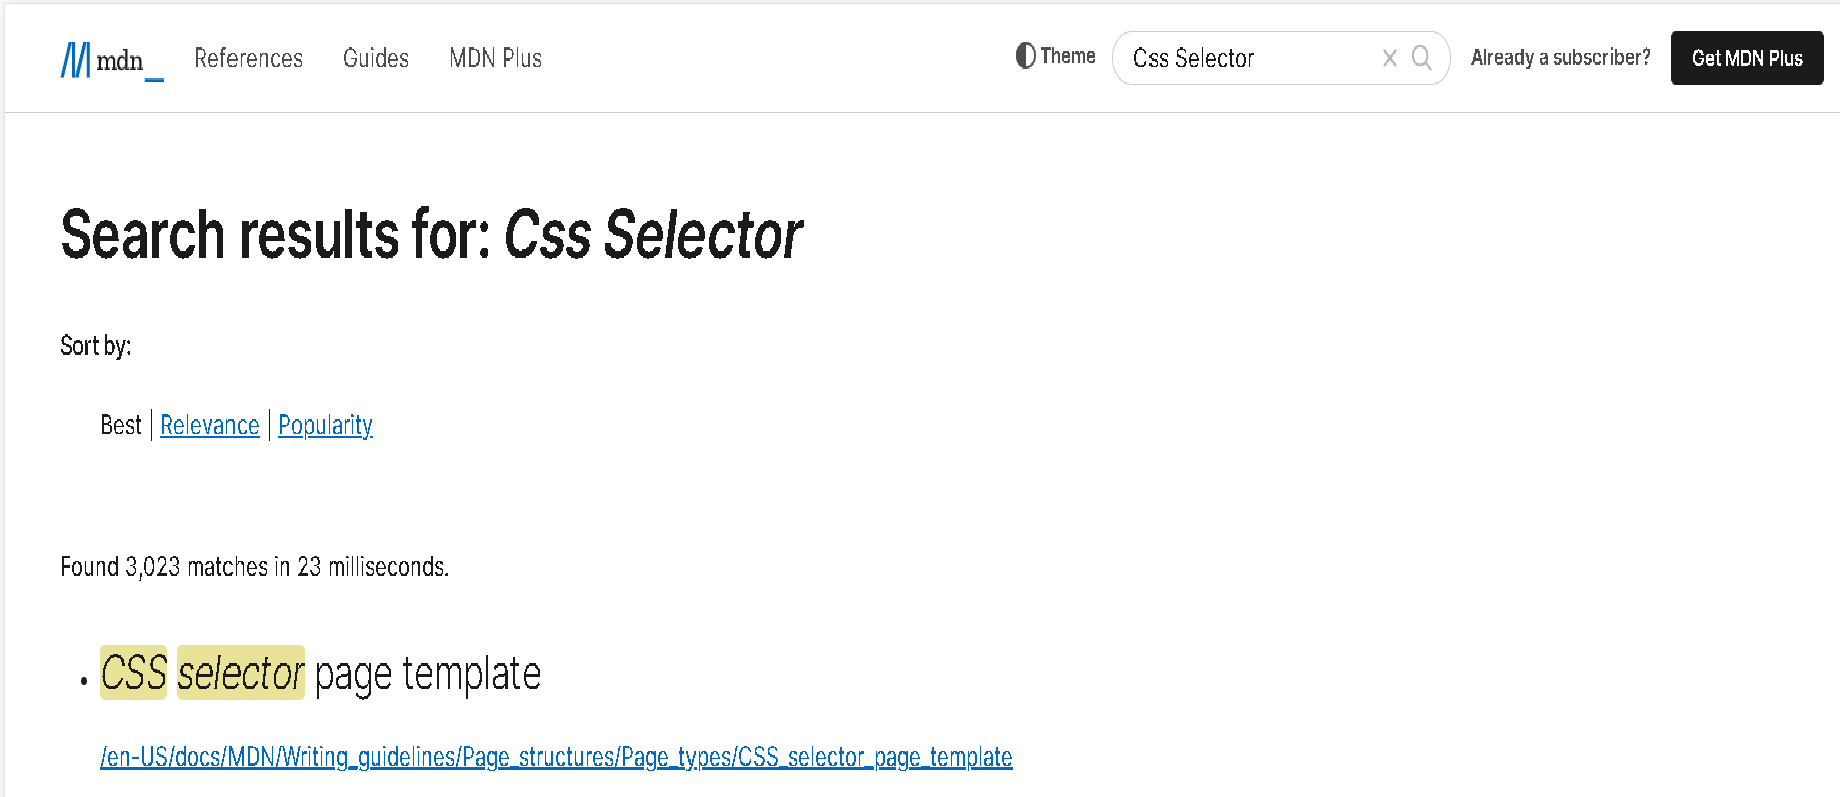 mdn_ References Guides MDN Plus Theme Css Selector Already a subscriber? Get MDN Plus
Search results for: Css Selector
Sort by:
Best | Relevance | Popularity
Found 3,023 matches in 23 milliseconds.
• CSS selector page template
/en-US/docs/MDN/Writing_guidelines/Page_structures/Page_types/CSS_selector_page_template